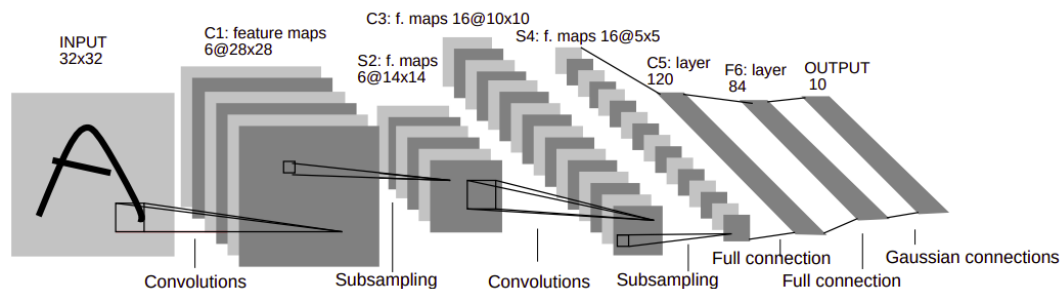 INPUT
32x32
C1: feature maps
6@28x28
S2: f. maps
6@14x14
C3: f. maps 16@10x10
S4: f. maps 16@5x5
C5: layer
120
F6: layer
84
OUTPUT
10
Convolutions
Subsampling
Convolutions
Subsampling
Full connection
Full connection
Gaussian connections